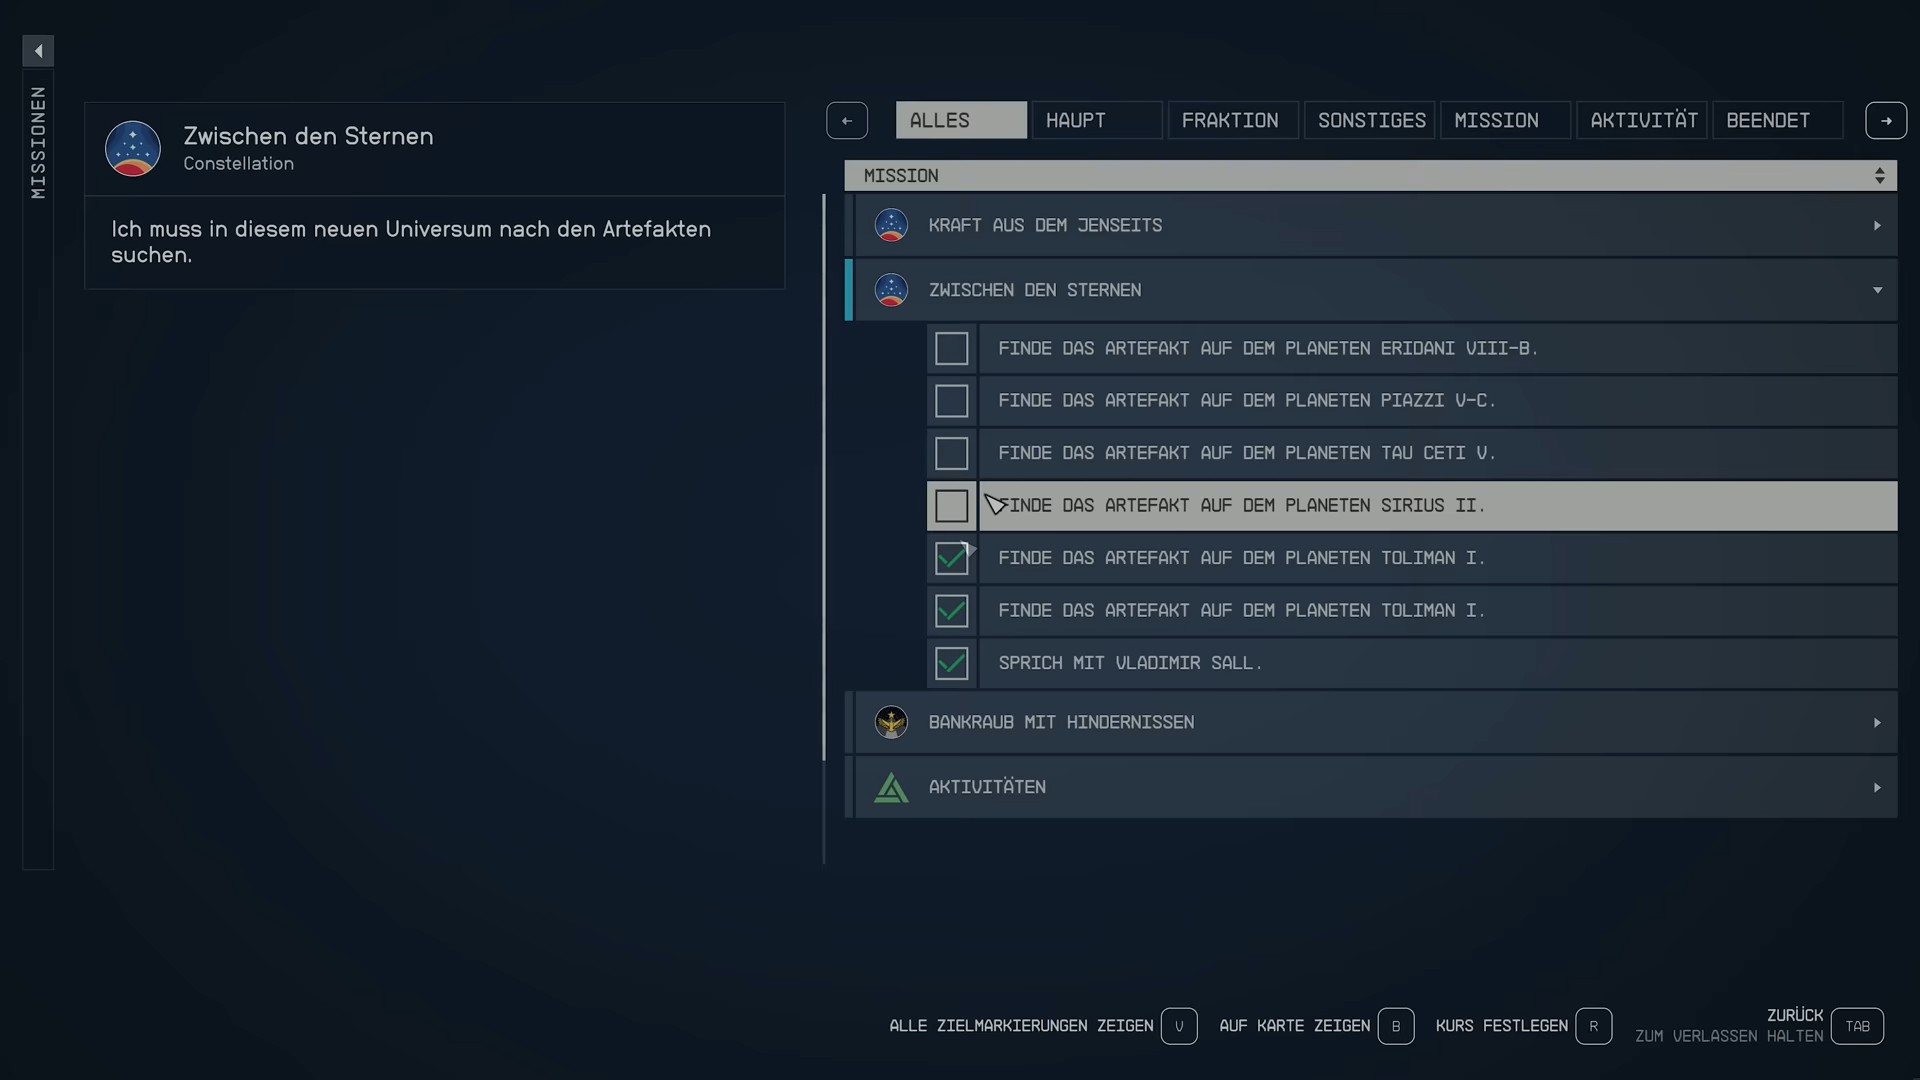 MISSIONEN
Zwischen den Sternen
Constellation
Ich muss in diesem neuen Universum nach den Artefakten
suchen.
ALLES HAUPT FRAKTION SONSTIGES MISSION AKTIVITÄT BEENDET
MISSION
KRAFT AUS DEM JENSEITS
ZWISCHEN DEN STERNEN
FINDE DAS ARTEFAKT AUF DEM PLANETEN ERIDANI VIII-B.
FINDE DAS ARTEFAKT AUF DEM PLANETEN PIAZZI V-C.
FINDE DAS ARTEFAKT AUF DEM PLANETEN TAU CETI V.
FINDE DAS ARTEFAKT AUF DEM PLANETEN SIRIUS II.
FINDE DAS ARTEFAKT AUF DEM PLANETEN TOLIMAN I.
FINDE DAS ARTEFAKT AUF DEM PLANETEN TOLIMAN I.
SPRICH MIT VLADIMIR SALL.
BANKRAUB MIT HINDERNISSEN
AKTIVITÄTEN
ALLE ZIELMARKIERUNGEN ZEIGEN V AUF KARTE ZEIGEN B KURS FESTLEGEN R ZURÜCK TAB
ZUM VERLASSEN HALTEN